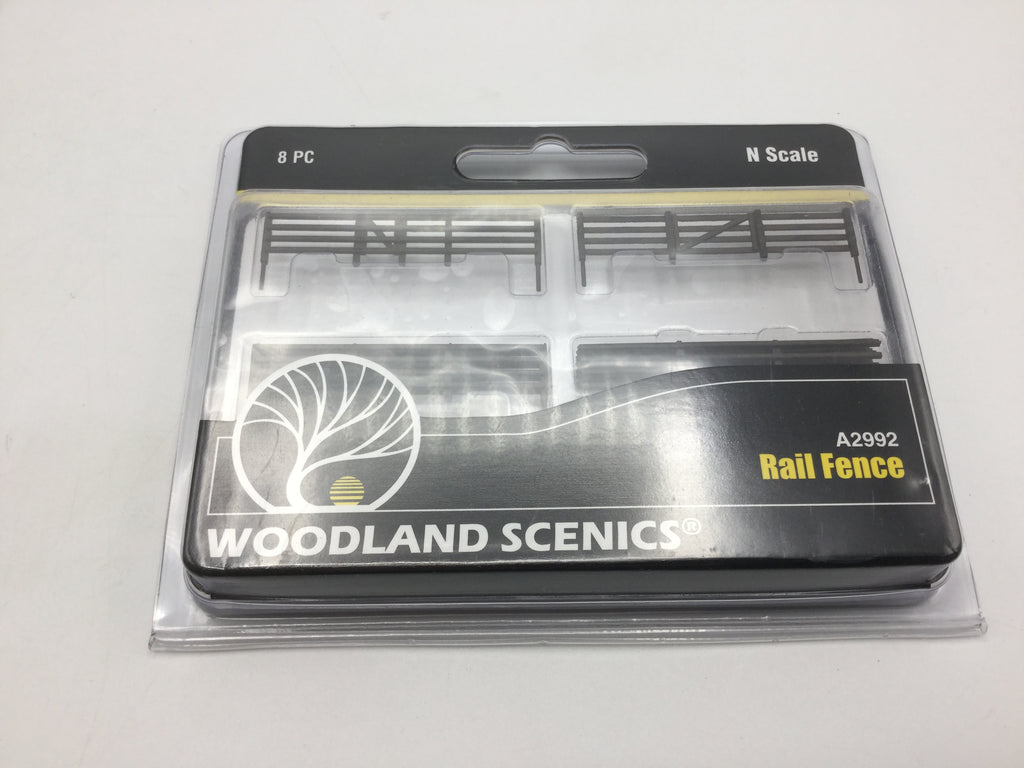 8 PC
N Scale
A2992
Rail Fence
WOODLAND SCENICS®